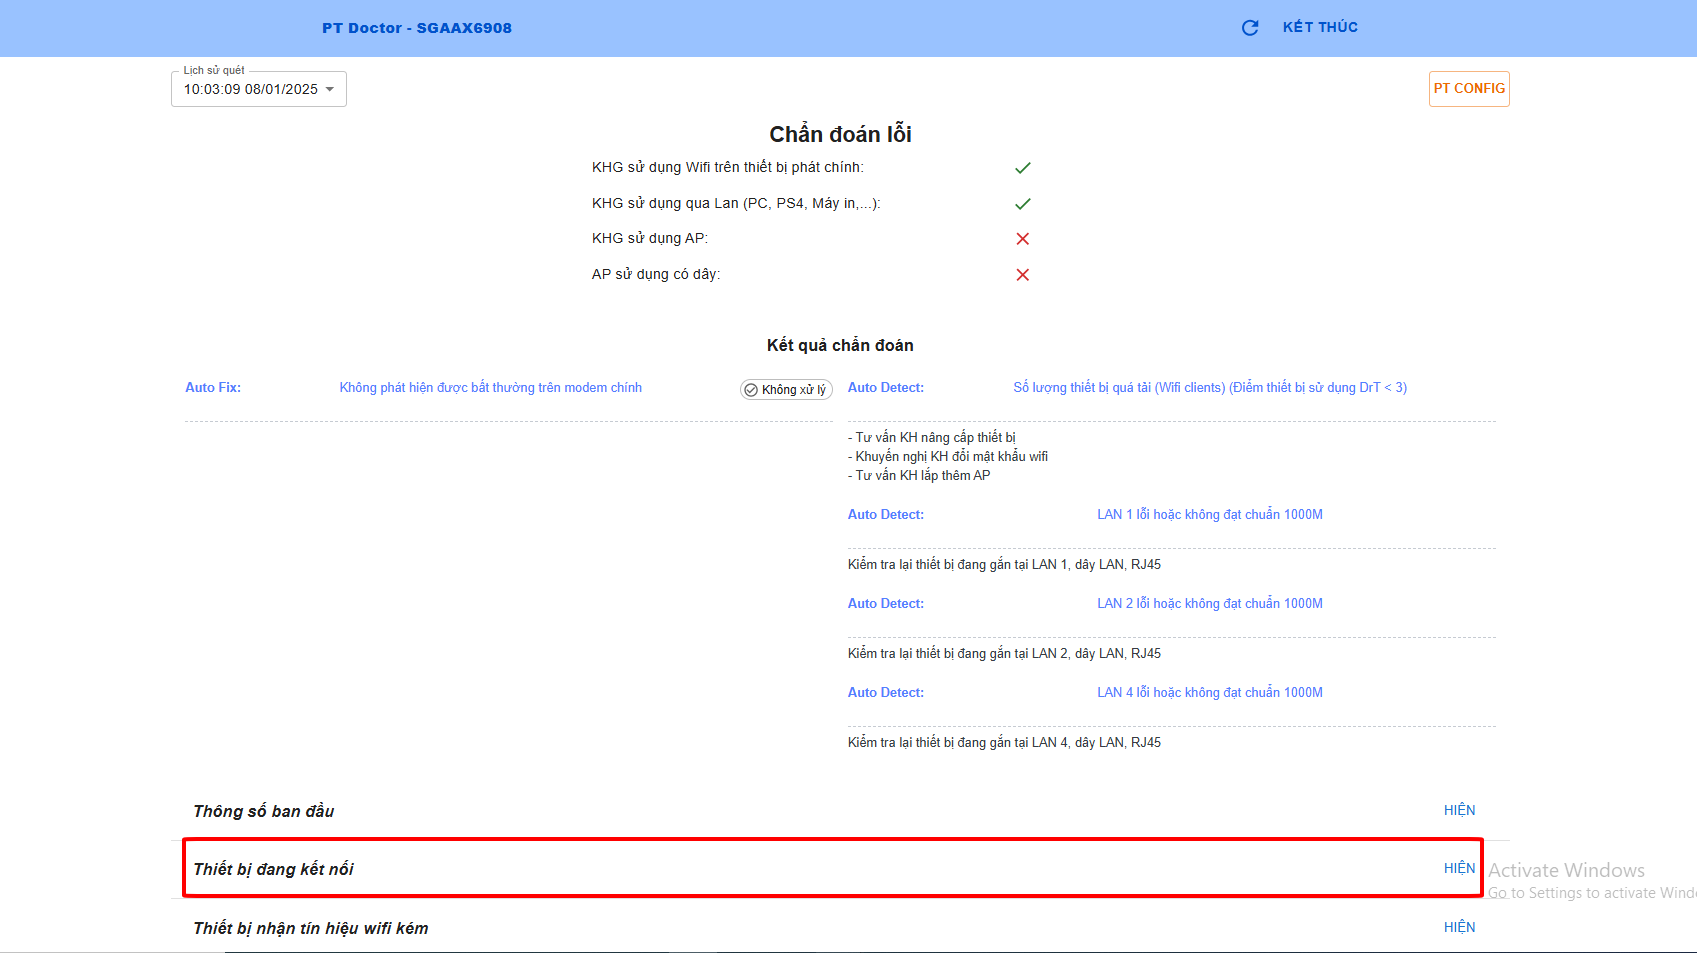 PT Doctor - SGAAX6908
KẾT THÚC
Lịch sử quét
10:03:09 08/01/2025
PT CONFIG
Chẩn đoán lỗi
KHG sử dụng Wifi trên thiết bị phát chính:
KHG sử dụng qua Lan (PC, PS4, Máy in,...):
KHG sử dụng AP:
AP sử dụng có dây:
Kết quả chẩn đoán
Auto Fix:
Không phát hiện được bất thường trên modem chính
Không xử lý
Auto Detect:
Số lượng thiết bị quá tải (Wifi clients) (Điểm thiết bị sử dụng DrT < 3)
- Tư vấn KH nâng cấp thiết bị
- Khuyến nghị KH đổi mật khẩu wifi
- Tư vấn KH lắp thêm AP
Auto Detect:
LAN 1 lỗi hoặc không đạt chuẩn 1000M
Kiểm tra lại thiết bị đang gắn tại LAN 1, dây LAN, RJ45
Auto Detect:
LAN 2 lỗi hoặc không đạt chuẩn 1000M
Kiểm tra lại thiết bị đang gắn tại LAN 2, dây LAN, RJ45
Auto Detect:
LAN 4 lỗi hoặc không đạt chuẩn 1000M
Kiểm tra lại thiết bị đang gắn tại LAN 4, dây LAN, RJ45
Thông số ban đầu
HIỆN
Thiết bị đang kết nối
HIỆN
Activate Windows
Go to Settings to activate Wind
Thiết bị nhận tín hiệu wifi kém
HIỆN